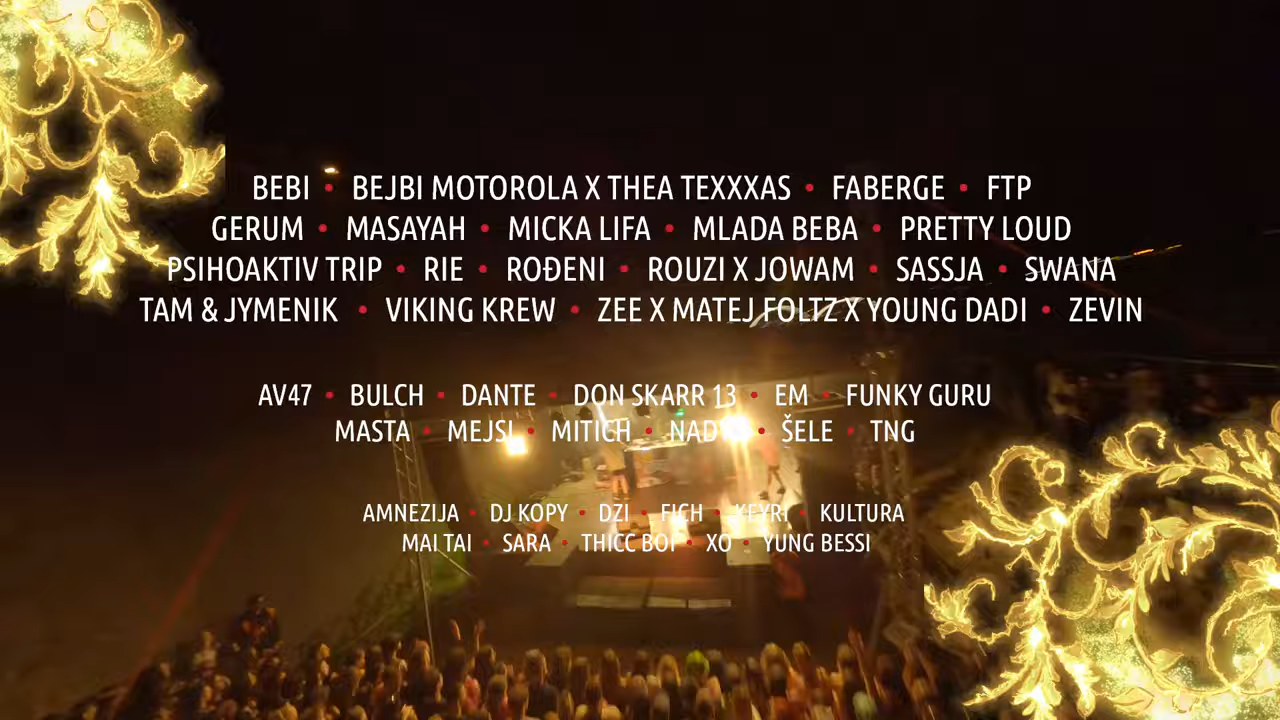 BEBI • BEJBI MOTOROLA X THEA TEXXXAS • FABERGE • FTP
GERUM • MASAYAH • MICKA LIFA • MLADA BEBA • PRETTY LOUD
PSIHOAKTIV TRIP • RIE • ROĐENI • ROUZI X JOWAM • SASSJA • SWANA
TAM & JYMENIK • VIKING KREW • ZEE X MATEJ FOLTZ X YOUNG DADI • ZEVIN
AV47 • BULCH • DANTE • DON SKARR 13 • EM • FUNKY GURU
MASTA • MEJSI • MITICH • • ŠELE • TNG
AMNEZIJA • DJ KOPY • DZI • FICH • KEYRI • KULTURA
MAI TAI • SARA • THICC BOI • XO • YUNG BESSI